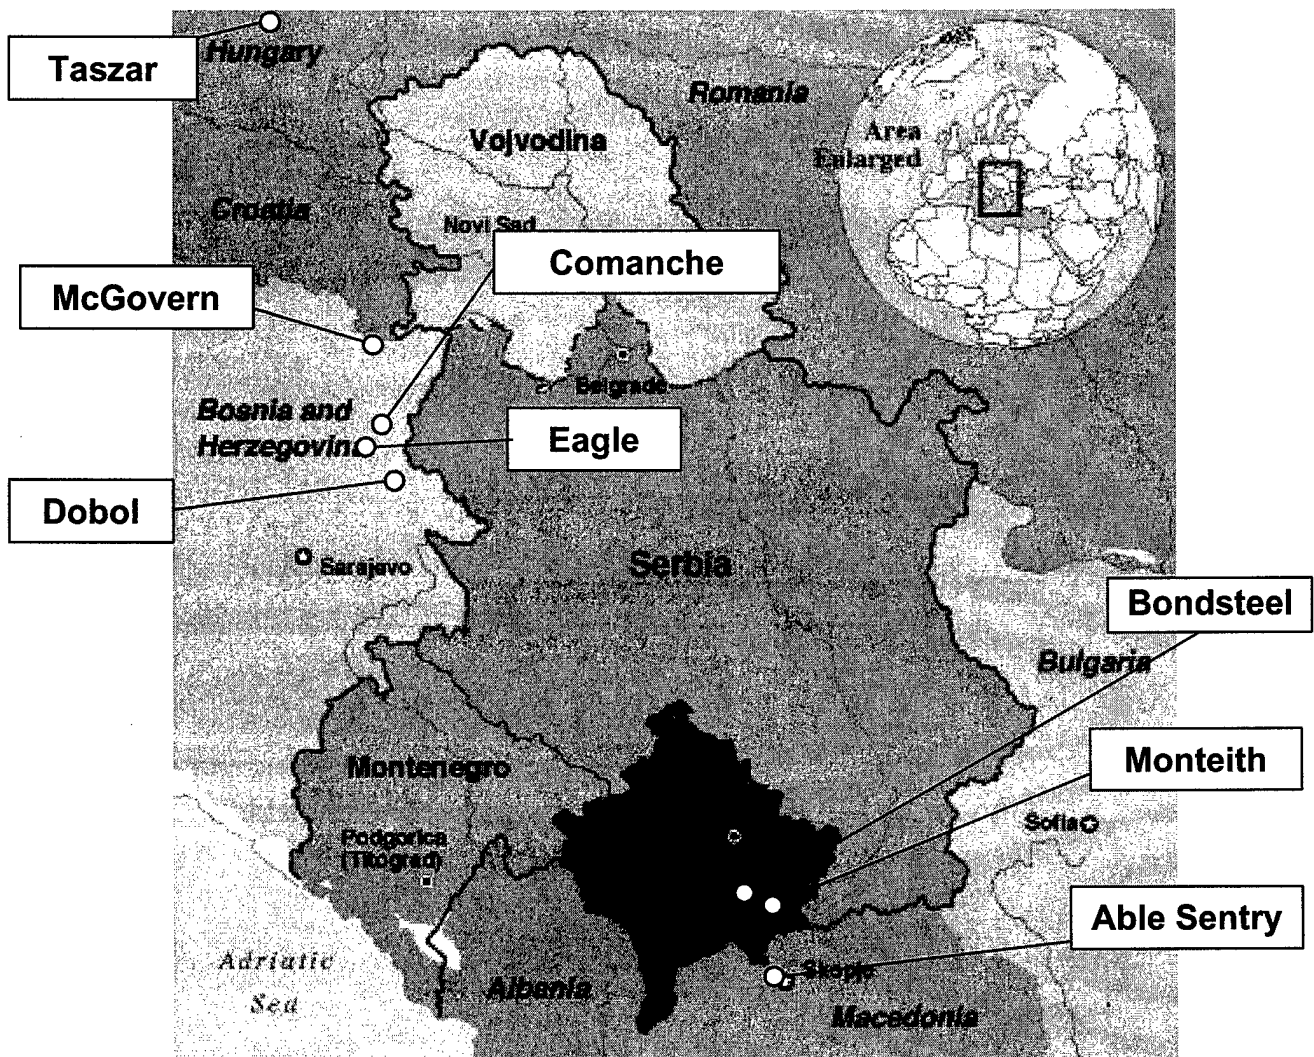 Taszar
Hungary
Romania
Vojvodina
Area
Enlarged
Croatia
Novi Sad
Comanche
McGovern
Belgrade
Bosnia and
Herzegovina
Eagle
Dobol
Sarajevo
Serbia
Bondsteel
Bulgaria
Monteith
Montenegro
Podgorica
(Titograd)
Sofia
Able Sentry
Adriatic
Sea
Albania
Skopje
Macedonia